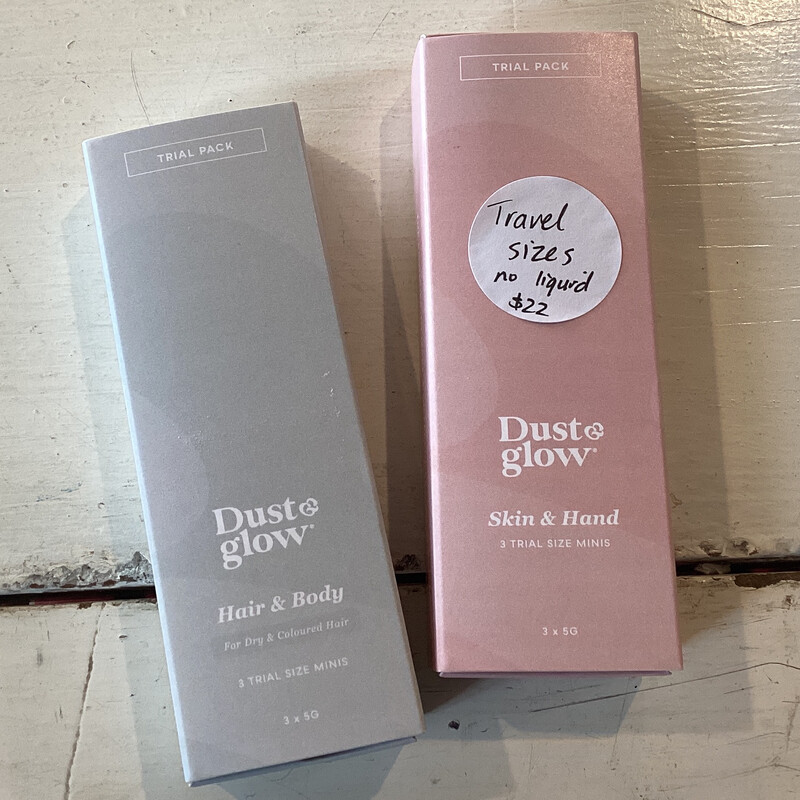 TRIAL PACK
Dust &
glow
Hair & Body
For Dry & Coloured Hair
3 TRIAL SIZE MINIS
3 x 5G
TRIAL PACK
Travel
sizes
no liquid
$22
Dust &
glow
Skin & Hand
3 TRIAL SIZE MINIS
3 x 5G